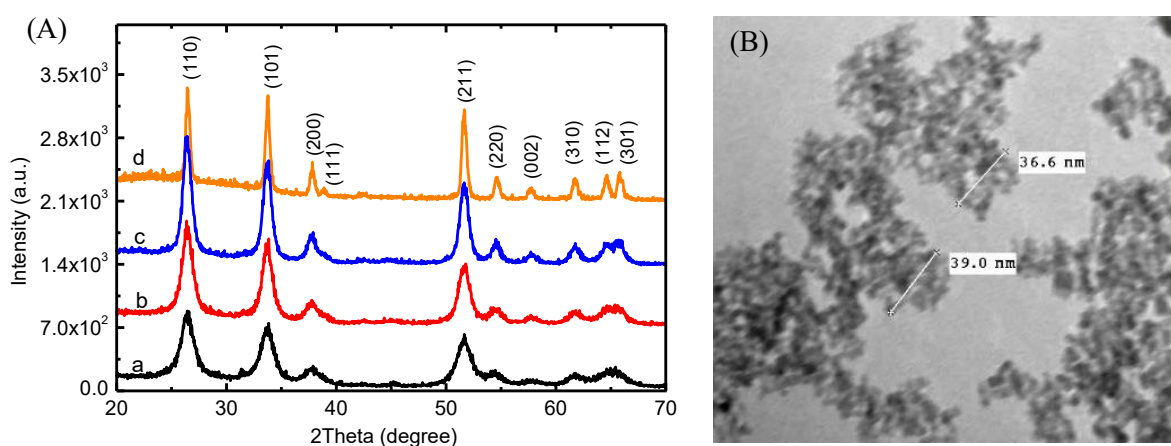 (A)
Intensity (a.u.)
3.5x10³
2.8x10³
2.1x10³
1.4x10³
7.0x10²
0.0
(110)
(101)
(200)
(111)
(211)
(220)
(002)
(310)
(112)
(301)
d
c
b
a
20 30 40 50 60 70
2Theta (degree)
(B)
36.6 nm
39.0 nm